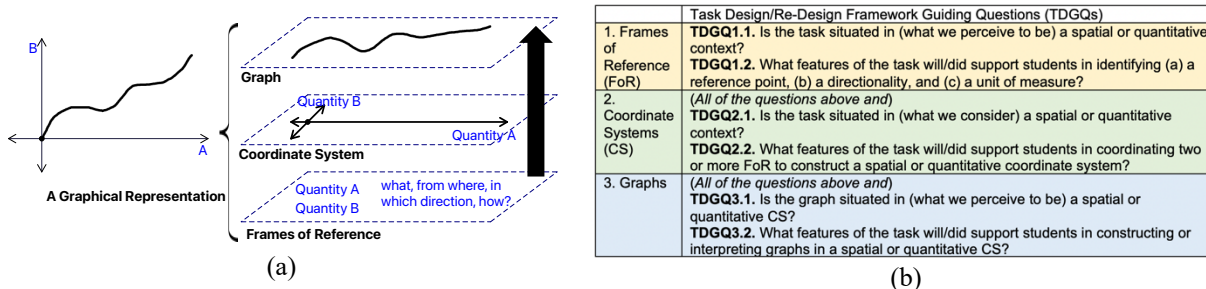 B
A
A Graphical Representation
Graph
Quantity B
Quantity A
Coordinate System
Quantity A
Quantity B
what, from where, in
which direction, how?
Frames of Reference
(a)
Task Design/Re-Design Framework Guiding Questions (TDGQs)
1. Frames
of
Reference
(FoR)
TDGQ1.1. Is the task situated in (what we perceive to be) a spatial or quantitative
context?
TDGQ1.2. What features of the task will/did support students in identifying (a) a
reference point, (b) a directionality, and (c) a unit of measure?
2.
Coordinate
Systems
(CS)
(All of the questions above and)
TDGQ2.1. Is the task situated in (what we consider) a spatial or quantitative
context?
TDGQ2.2. What features of the task will/did support students in coordinating two
or more FoR to construct a spatial or quantitative coordinate system?
3. Graphs
(All of the questions above and)
TDGQ3.1. Is the graph situated in (what we perceive to be) a spatial or
quantitative CS?
TDGQ3.2. What features of the task will/did support students in constructing or
interpreting graphs in a spatial or quantitative CS?
(b)